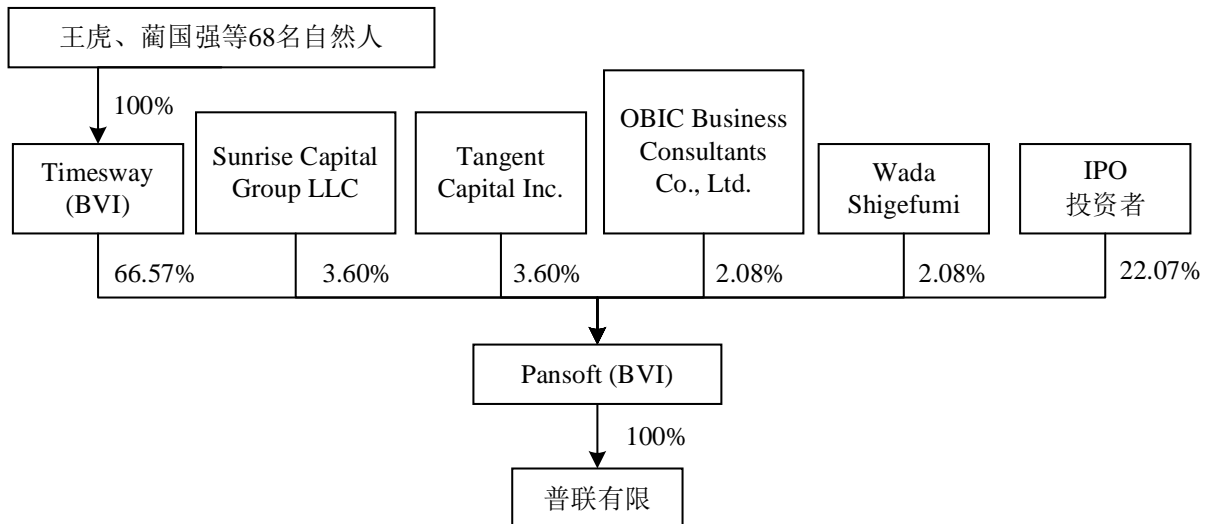 王虎、蔺国强等68名自然人
100%
Timesway
(BVI)
Sunrise Capital
Group LLC
Tangent
Capital Inc.
OBIC Business
Consultants
Co., Ltd.
Wada
Shigefumi
IPO
投资者
66.57%
3.60%
3.60%
2.08%
2.08%
22.07%
Pansoft (BVI)
100%
普联有限